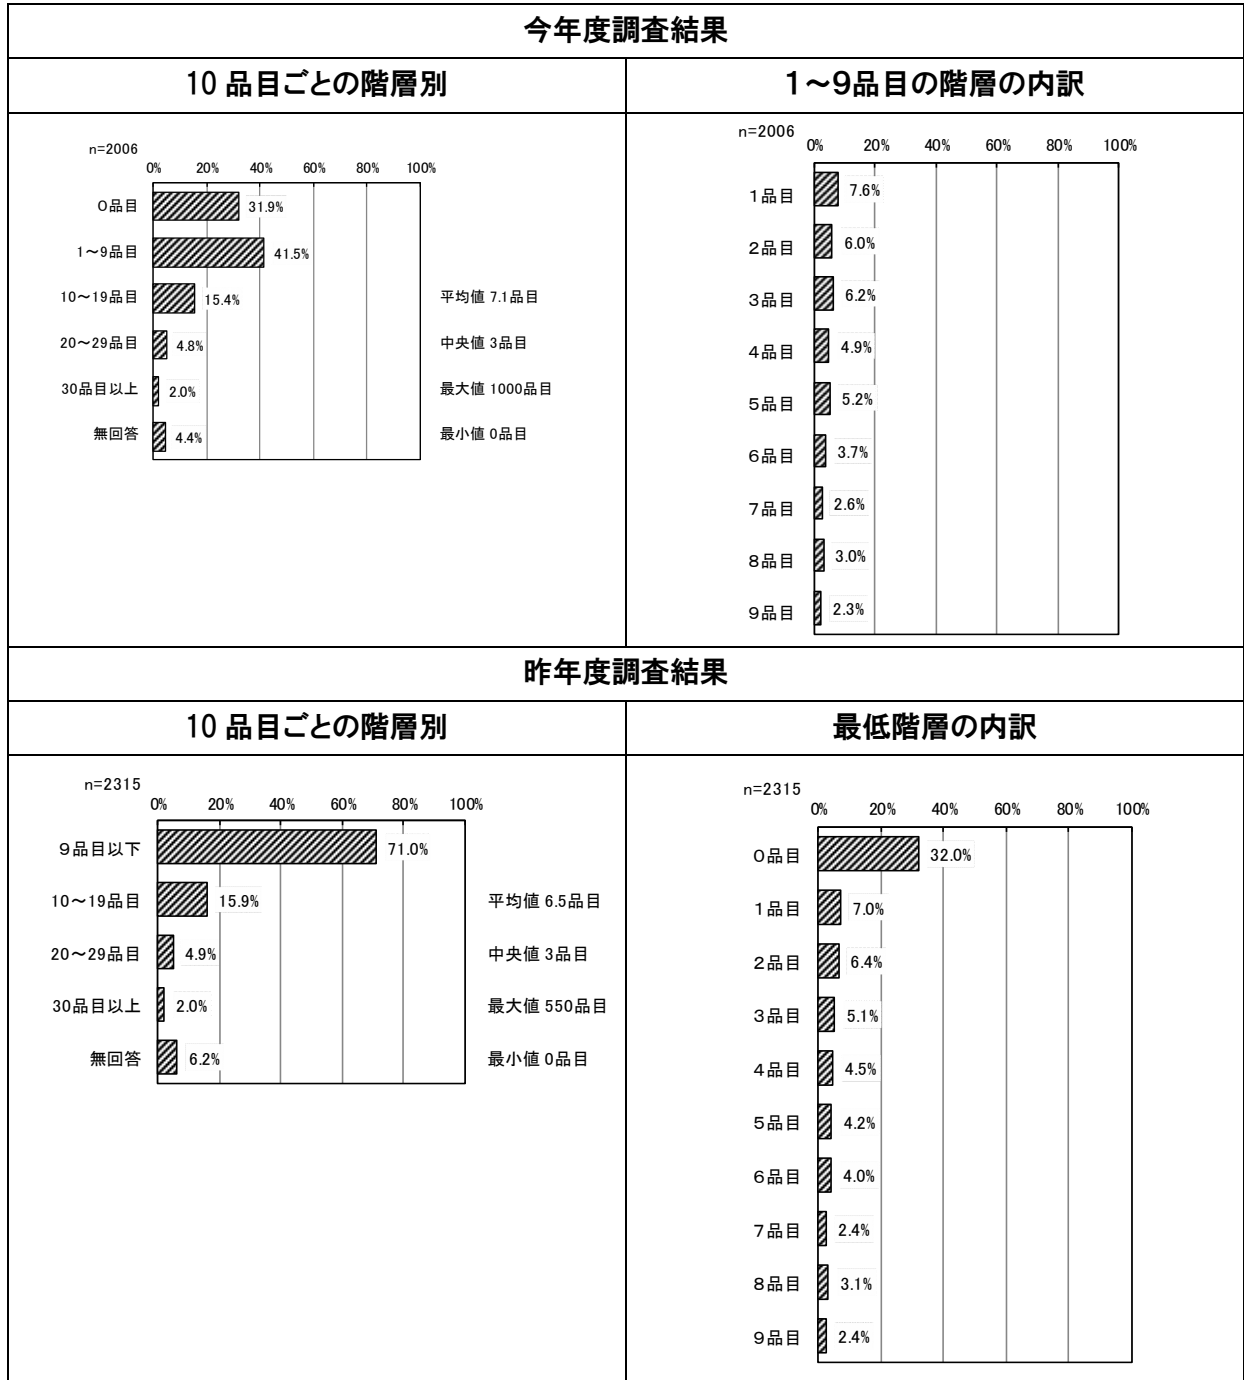 今年度調査結果
10 品目ごとの階層別
1～9品目の階層の内訳
n=2006
0% 20% 40% 60% 80% 100%
0品目 31.9%
1～9品目 41.5%
10～19品目 15.4% 平均値 7.1品目
20～29品目 4.8% 中央値 3品目
30品目以上 2.0% 最大値 1000品目
無回答 4.4% 最小値 0品目
n=2006
0% 20% 40% 60% 80% 100%
1品目 7.6%
2品目 6.0%
3品目 6.2%
4品目 4.9%
5品目 5.2%
6品目 3.7%
7品目 2.6%
8品目 3.0%
9品目 2.3%
昨年度調査結果
10 品目ごとの階層別
最低階層の内訳
n=2315
0% 20% 40% 60% 80% 100%
9品目以下 71.0%
10～19品目 15.9% 平均値 6.5品目
20～29品目 4.9% 中央値 3品目
30品目以上 2.0% 最大値 550品目
無回答 6.2% 最小値 0品目
n=2315
0% 20% 40% 60% 80% 100%
0品目 32.0%
1品目 7.0%
2品目 6.4%
3品目 5.1%
4品目 4.5%
5品目 4.2%
6品目 4.0%
7品目 2.4%
8品目 3.1%
9品目 2.4%